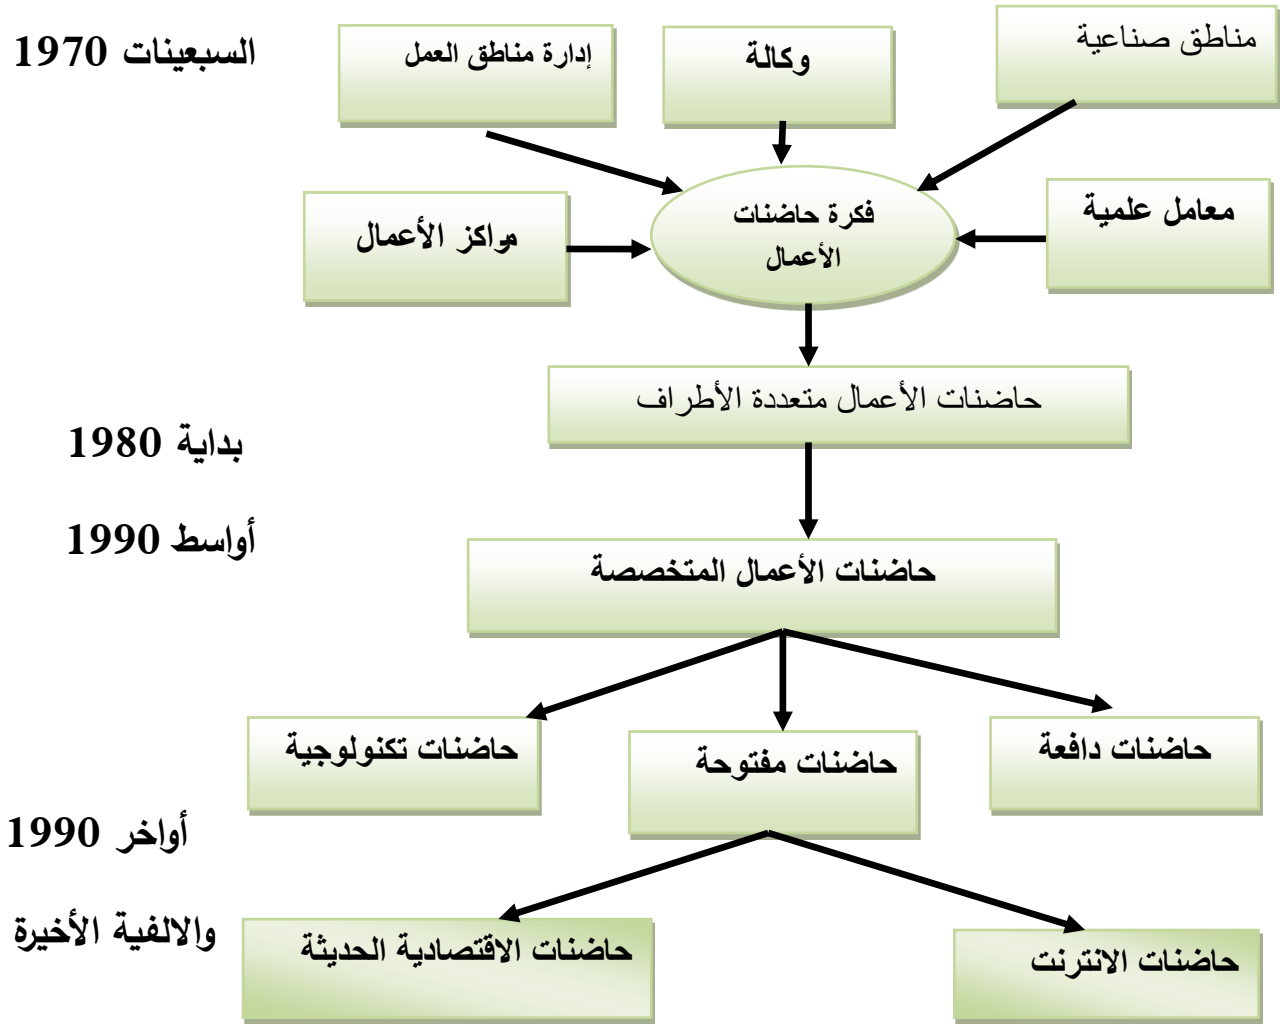 السبعينات 1970
مناطق صناعية
وكالة
إدارة مناطق العمل
معامل علمية
فكرة حاضنات
الأعمال
مراكز الأعمال
حاضنات الأعمال متعددة الأطراف
بداية 1980
أواسط 1990
حاضنات الأعمال المتخصصة
حاضنات دافعة
حاضنات مفتوحة
حاضنات تكنولوجية
أواخر 1990
والالفية الأخيرة
حاضنات الانترنت
حاضنات الاقتصادية الحديثة